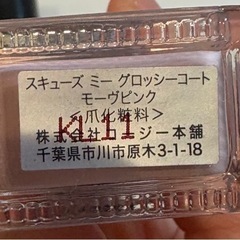 スキューズ ミー グロッシーコート
モーヴピンク
<爪化粧料>
KL11
株式会社 ージー本舗
千葉県市川市原木3-1-18